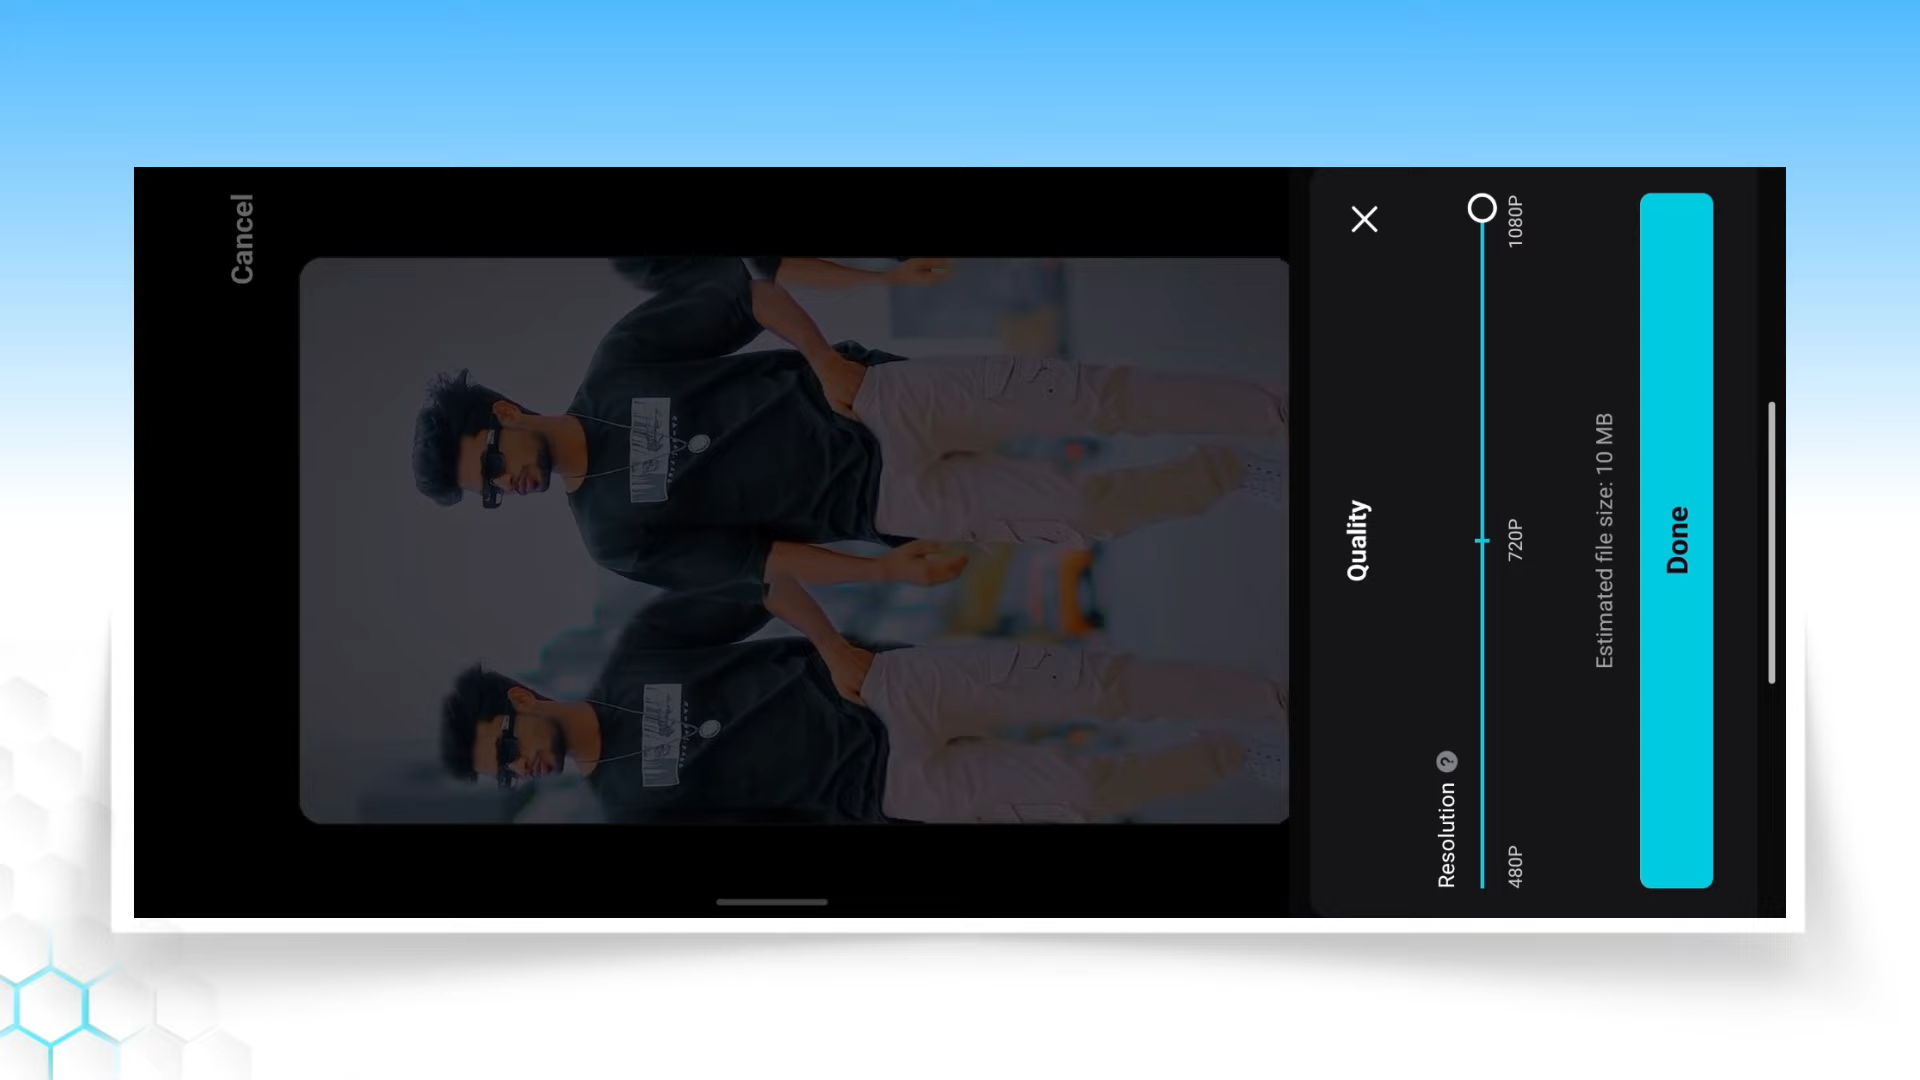 Cancel
Quality
Resolution ?
480P 720P 1080P
Estimated file size: 10 MB
Done